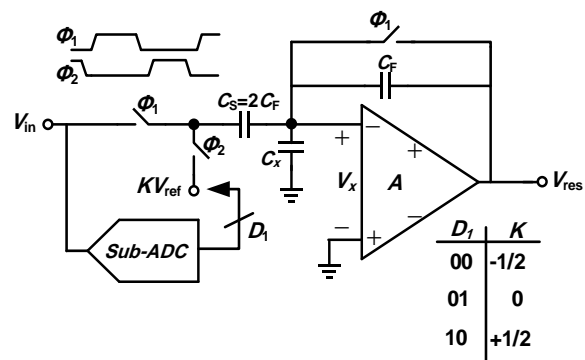 Φ1
Φ2
Vin
Φ1
CS=2CF
Φ2
KVref
D1
Sub-ADC
Φ1
CF
Cx
+
Vx
−
−
+
A
−
+
Vres
D1 K
00 -1/2
01 0
10 +1/2